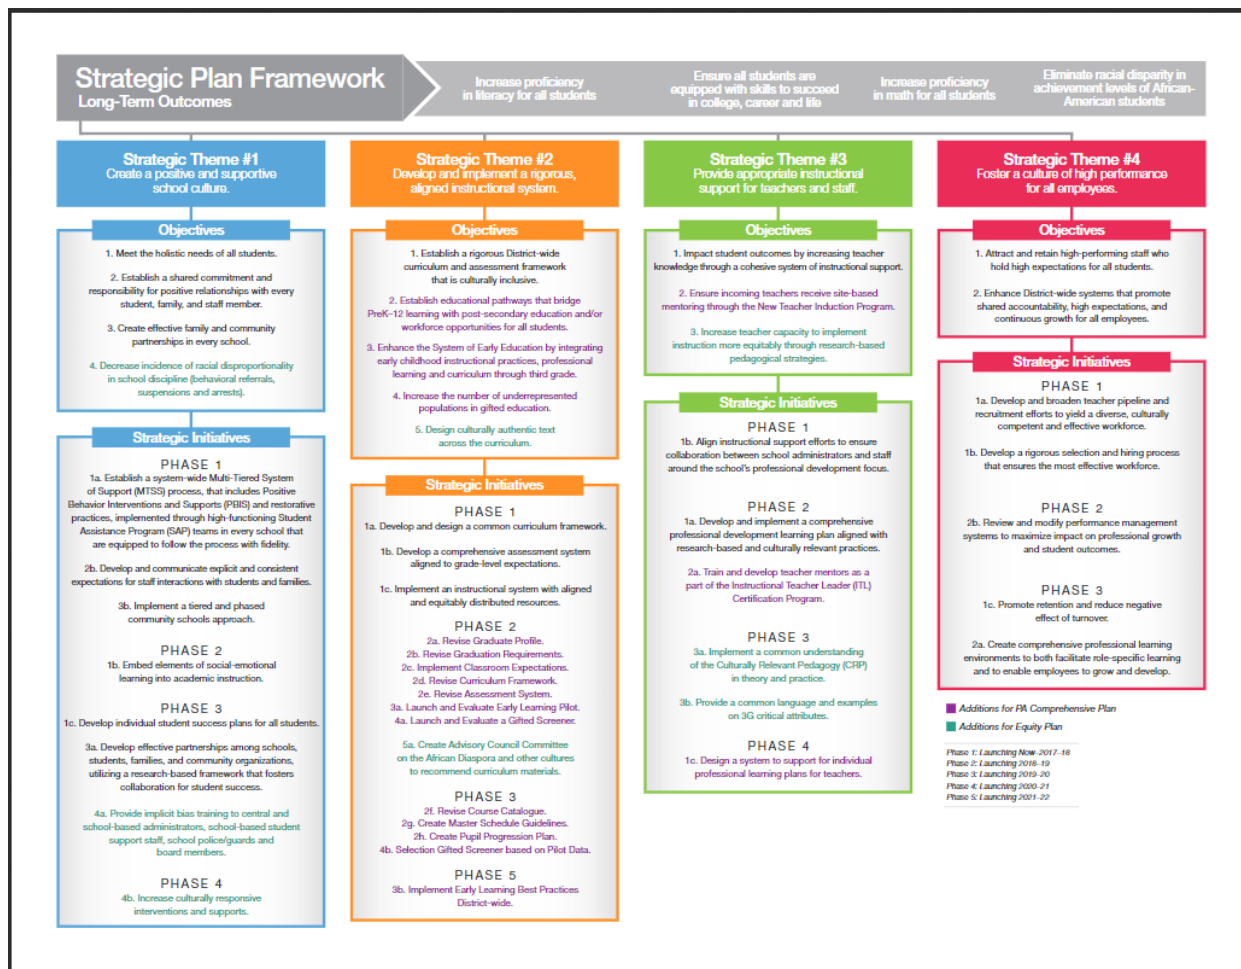 Strategic Plan Framework
Long-Term Outcomes
Increase proficiency
in literacy for all students
Ensure all students are
equipped with skills to succeed
in college, career and life
Increase proficiency
in math for all students
Eliminate racial disparity in
achievement levels of African-
American students
Strategic Theme #1
Create a positive and supportive
school culture.
Objectives
1. Meet the holistic needs of all students.
2. Establish a shared commitment and
responsibility for positive relationships with every
student, family, and staff member.
3. Create effective family and community
partnerships in every school.
4. Decrease incidence of racial disproportionality
in school discipline (behavioral referrals,
suspensions and arrests).
Strategic Initiatives
PHASE 1
1a. Establish a system-wide Multi-Tiered System
of Support (MTSS) process, that includes Positive
Behavior Interventions and Supports (PBIS) and restorative
practices, implemented through high-functioning Student
Assistance Program (SAP) teams in every school that
are equipped to follow the process with fidelity.
2b. Develop and communicate explicit and consistent
expectations for staff interactions with students and families.
3b. Implement a tiered and phased
community schools approach.
PHASE 2
1b. Embed elements of social-emotional
learning into academic instruction.
PHASE 3
1c. Develop individual student success plans for all students.
3a. Develop effective partnerships among schools,
students, families, and community organizations,
utilizing a research-based framework that fosters
collaboration for student success.
4a. Provide implicit bias training to central and
school-based administrators, school-based student
support staff, school police/guards and
board members.
PHASE 4
4b. Increase culturally responsive
interventions and supports.
Strategic Theme #2
Develop and implement a rigorous,
aligned instructional system.
Objectives
1. Establish a rigorous District-wide
curriculum and assessment framework
that is culturally inclusive.
2. Establish educational pathways that bridge
PreK–12 learning with post-secondary education and/or
workforce opportunities for all students.
3. Enhance the System of Early Education by integrating
early childhood instructional practices, professional
learning and curriculum through third grade.
4. Increase the number of underrepresented
populations in gifted education.
5. Design culturally authentic text
across the curriculum.
Strategic Initiatives
PHASE 1
1a. Develop and design a common curriculum framework.
1b. Develop a comprehensive assessment system
aligned to grade-level expectations.
1c. Implement an instructional system with aligned
and equitably distributed resources.
PHASE 2
2a. Revise Graduate Profile.
2b. Revise Graduation Requirements.
2c. Implement Classroom Expectations.
2d. Revise Curriculum Framework.
2e. Revise Assessment System.
3a. Launch and Evaluate Early Learning Pilot.
4a. Launch and Evaluate a Gifted Screener.
5a. Create Advisory Council Committee
on the African Diaspora and other cultures
to recommend curriculum materials.
PHASE 3
2f. Revise Course Catalogue.
2g. Create Master Schedule Guidelines.
2h. Create Pupil Progression Plan.
4b. Selection Gifted Screener based on Pilot Data.
PHASE 5
3b. Implement Early Learning Best Practices
District-wide.
Strategic Theme #3
Provide appropriate instructional
support for teachers and staff.
Objectives
1. Impact student outcomes by increasing teacher
knowledge through a cohesive system of instructional support.
2. Ensure incoming teachers receive site-based
mentoring through the New Teacher Induction Program.
3. Increase teacher capacity to implement
instruction more equitably through research-based
pedagogical strategies.
Strategic Initiatives
PHASE 1
1b. Align instructional support efforts to ensure
collaboration between school administrators and staff
around the school's professional development focus.
PHASE 2
1a. Develop and implement a comprehensive
professional development learning plan aligned with
research-based and culturally relevant practices.
2a. Train and develop teacher mentors as a
part of the Instructional Teacher Leader (ITL)
Certification Program.
PHASE 3
3a. Implement a common understanding
of the Culturally Relevant Pedagogy (CRP)
in theory and practice.
3b. Provide a common language and examples
on 3G critical attributes.
PHASE 4
1c. Design a system to support for individual
professional learning plans for teachers.
Strategic Theme #4
Foster a culture of high performance
for all employees.
Objectives
1. Attract and retain high-performing staff who
hold high expectations for all students.
2. Enhance District-wide systems that promote
shared accountability, high expectations, and
continuous growth for all employees.
Strategic Initiatives
PHASE 1
1a. Develop and broaden teacher pipeline and
recruitment efforts to yield a diverse, culturally
competent and effective workforce.
1b. Develop a rigorous selection and hiring process
that ensures the most effective workforce.
PHASE 2
2b. Review and modify performance management
systems to maximize impact on professional growth
and student outcomes.
PHASE 3
1c. Promote retention and reduce negative
effect of turnover.
2a. Create comprehensive professional learning
environments to both facilitate role-specific learning
and to enable employees to grow and develop.
Additions for PA Comprehensive Plan
Additions for Equity Plan
Phase 1: Launching Now-2017-18
Phase 2: Launching 2018-19
Phase 3: Launching 2019-20
Phase 4: Launching 2020-21
Phase 5: Launching 2021-22